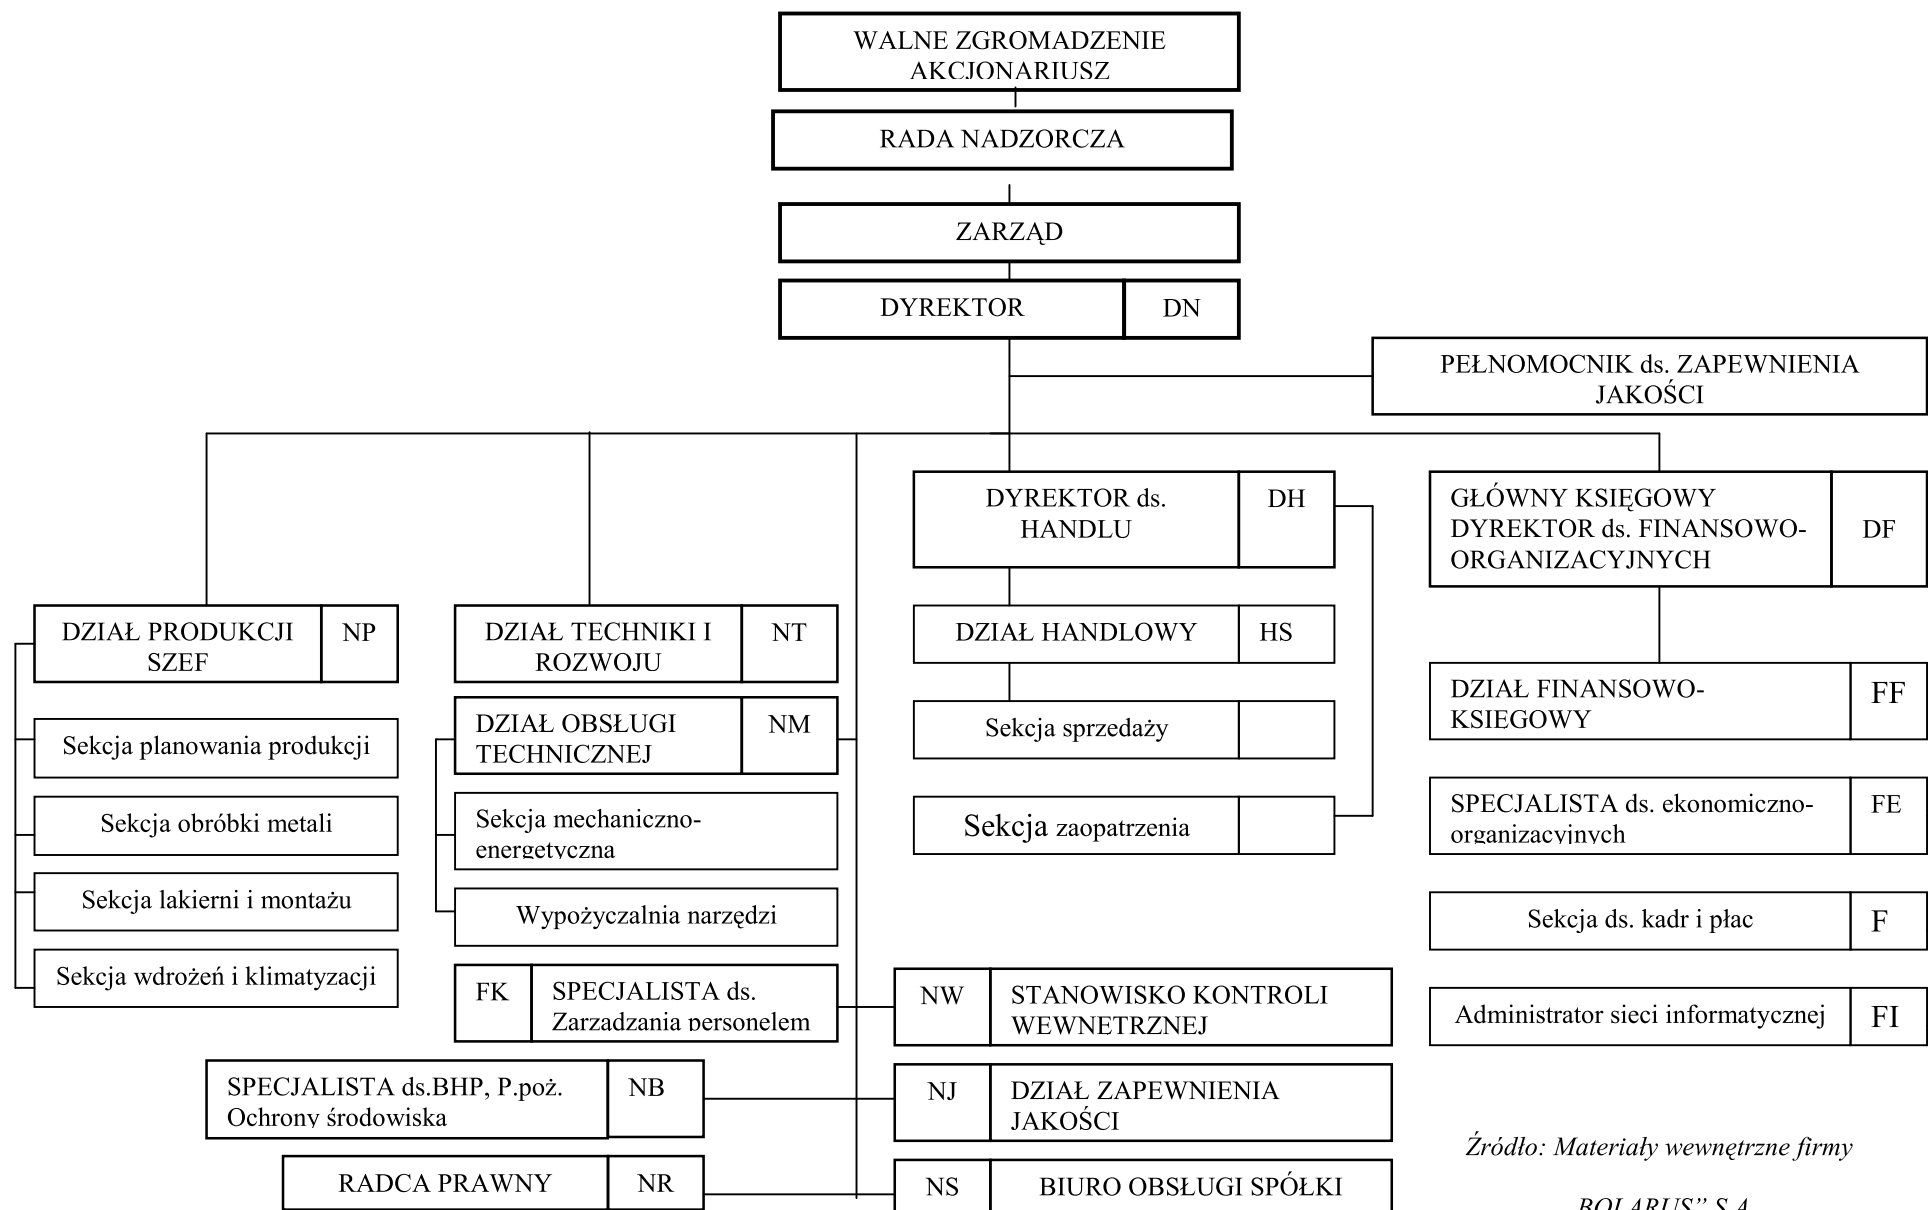 WALNE ZGROMADZENIE
AKCJONARIUSZ
RADA NADZORCZA
ZARZĄD
DYREKTOR
DN
PEŁNOMOCNIK ds. ZAPEWNIENIA
JAKOŚCI
DYREKTOR ds.
HANDLU
DH
GŁÓWNY KSIĘGOWY
DYREKTOR ds. FINANSOWO-
ORGANIZACYJNYCH
DF
DZIAŁ PRODUKCJI
SZEF
NP
DZIAŁ TECHNIKI I
ROZWOJU
NT
DZIAŁ HANDLOWY
HS
DZIAŁ FINANSOWO-
KSIEGOWY
FF
Sekcja planowania produkcji
DZIAŁ OBSŁUGI
TECHNICZNEJ
NM
Sekcja sprzedaży
Sekcja obróbki metali
Sekcja mechaniczno-
energetyczna
Sekcja zaopatrzenia
SPECJALISTA ds. ekonomiczno-
organizacyjnych
FE
Sekcja lakierni i montażu
Wypożyczalnia narzędzi
Sekcja ds. kadr i płac
F
Sekcja wdrożeń i klimatyzacji
FK
SPECJALISTA ds.
Zarzadzania personelem
NW
STANOWISKO KONTROLI
WEWNETRZNEJ
Administrator sieci informatycznej
FI
SPECJALISTA ds.BHP, P.poż.
Ochrony środowiska
NB
NJ
DZIAŁ ZAPEWNIENIA
JAKOŚCI
RADCA PRAWNY
NR
NS
BIURO OBSŁUGI SPÓŁKI
Źródło: Materiały wewnętrzne firmy
BOLARUS” S.A.